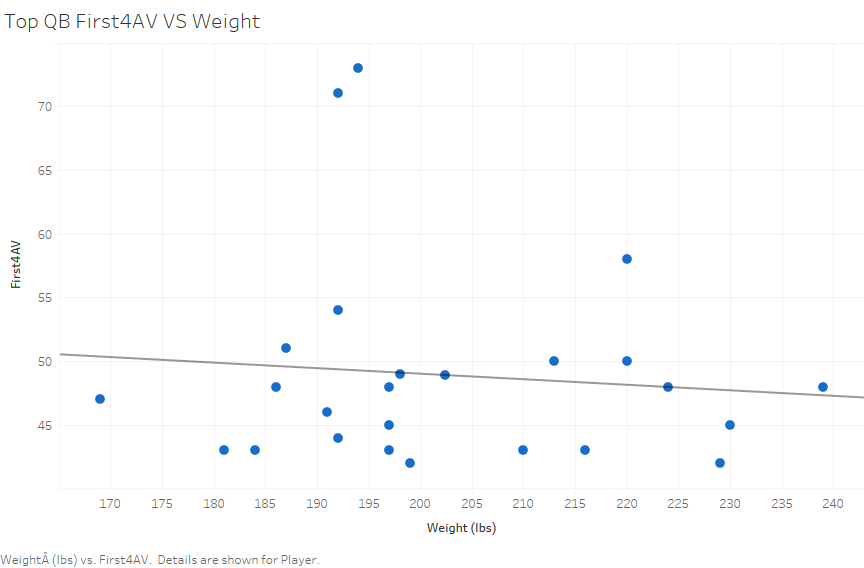 Top QB First4AV VS Weight
70
65
60
55
50
45
First4AV
170 175 180 185 190 195 200 205 210 215 220 225 230 235 240
Weight (lbs)
WeightÂ (lbs) vs. First4AV. Details are shown for Player.